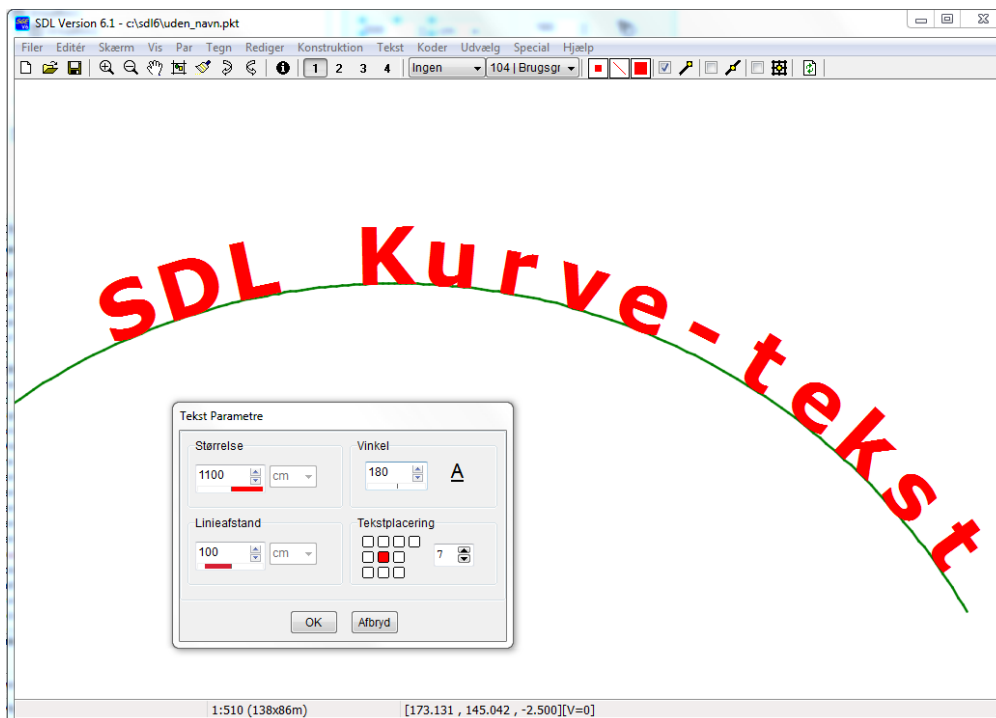 SDL Version 6.1 - c:\sdl6\uden_navn.pkt
Filer Editér Skærm Vis Par Tegn Rediger Konstruktion Tekst Koder Udvælg Special Hjælp
1 2 3 4 Ingen 104 | Brugsgr
SDL Kurve-tekst
Tekst Parametre
Størrelse Vinkel
1100 cm 180 A
Linieafstand Tekstplacering
100 cm 7
OK Afbryd
1:510 (138x86m) [173.131 , 145.042 , -2.500][V=0]